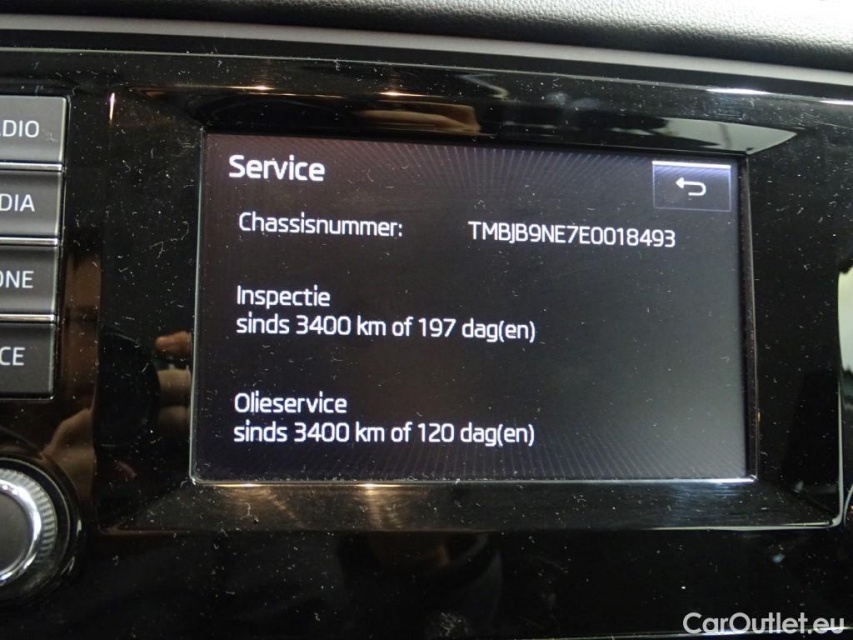 ADIO
DIA
ONE
CE
Service
Chassisnummer: TMBJB9NE7E0018493
Inspectie
sinds 3400 km of 197 dag(en)
Olieservice
sinds 3400 km of 120 dag(en)
CarOutlet.eu